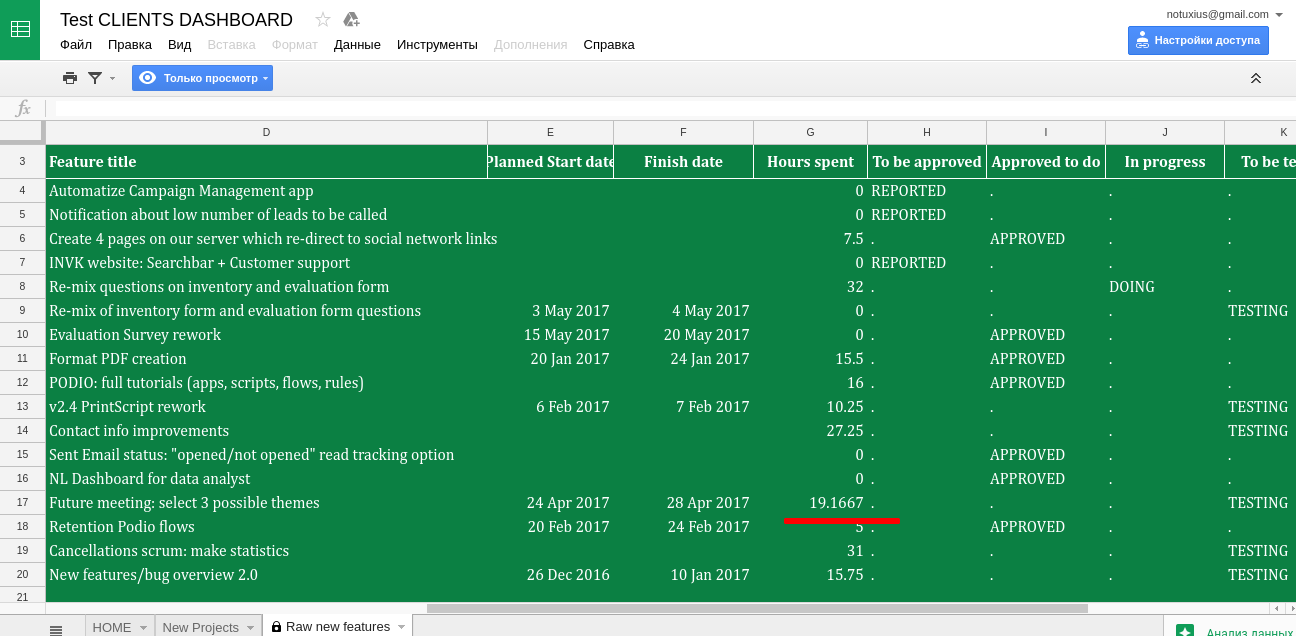 Test CLIENTS DASHBOARD
notuxius@gmail.com
Файл Правка Вид Вставка Формат Данные Инструменты Дополнения Справка
Настройки доступа
Только просмотр
fx
D E F G H I J K
3 Feature title Planned Start date Finish date Hours spent To be approved Approved to do In progress To be te
4 Automatize Campaign Management app 0 REPORTED . . .
5 Notification about low number of leads to be called 0 REPORTED . . .
6 Create 4 pages on our server which re-direct to social network links 7.5 . APPROVED . .
7 INVK website: Searchbar + Customer support 0 REPORTED . . .
8 Re-mix questions on inventory and evaluation form 32 . . DOING .
9 Re-mix of inventory form and evaluation form questions 3 May 2017 4 May 2017 0 . . . TESTING
10 Evaluation Survey rework 15 May 2017 20 May 2017 0 . APPROVED . .
11 Format PDF creation 20 Jan 2017 24 Jan 2017 15.5 . APPROVED . .
12 PODIO: full tutorials (apps, scripts, flows, rules) 16 . APPROVED . .
13 v2.4 PrintScript rework 6 Feb 2017 7 Feb 2017 10.25 . . . TESTING
14 Contact info improvements 27.25 . . . TESTING
15 Sent Email status: "opened/not opened" read tracking option 0 . APPROVED . .
16 NL Dashboard for data analyst 0 . APPROVED . .
17 Future meeting: select 3 possible themes 24 Apr 2017 28 Apr 2017 19.1667 . . . TESTING
18 Retention Podio flows 20 Feb 2017 24 Feb 2017 5 . APPROVED . .
19 Cancellations scrum: make statistics 31 . . . TESTING
20 New features/bug overview 2.0 26 Dec 2016 10 Jan 2017 15.75 . . . TESTING
21
HOME New Projects Raw new features
Анализ данных